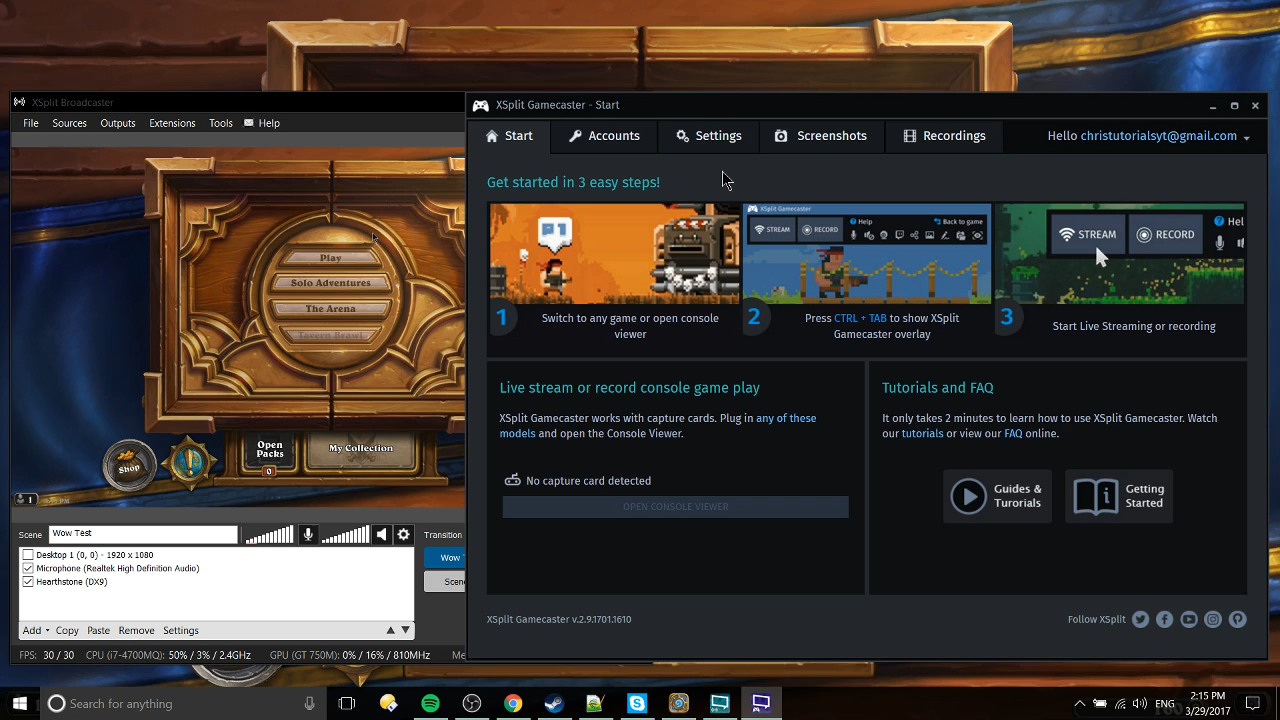 XSplit Broadcaster
File Sources Outputs Extensions Tools Help
Play
Solo Adventures
The Arena
Tavern Brawl
Shop
Open
Packs
0
My Collection
1
Scene Wow Test
Transition
Desktop 1 (0, 0) - 1920 x 1080
Microphone (Realtek High Definition Audio)
Hearthstone (DX9)
Wow
Scene
Add Copy Paste Remove Settings
FPS: 30 / 30 CPU (i7-4700MQ): 50% / 3% / 2.4GHz GPU (GT 750M): 0% / 16% / 810MHz Me
XSplit Gamecaster - Start
Start Accounts Settings Screenshots Recordings Hello christutorialsyt@gmail.com
Get started in 3 easy steps!
XSplit Gamecaster
STREAM RECORD Help Back to game
STREAM RECORD Hel
1 Switch to any game or open console
viewer
2 Press CTRL + TAB to show XSplit
Gamecaster overlay
3 Start Live Streaming or recording
Live stream or record console game play
XSplit Gamecaster works with capture cards. Plug in any of these
models and open the Console Viewer.
No capture card detected
OPEN CONSOLE VIEWER
Tutorials and FAQ
It only takes 2 minutes to learn how to use XSplit Gamecaster. Watch
our tutorials or view our FAQ online.
Guides &
Turorials
Getting
Started
XSplit Gamecaster v.2.9.1701.1610
Follow XSplit
Search for anything
ENG
2:15 PM
3/29/2017